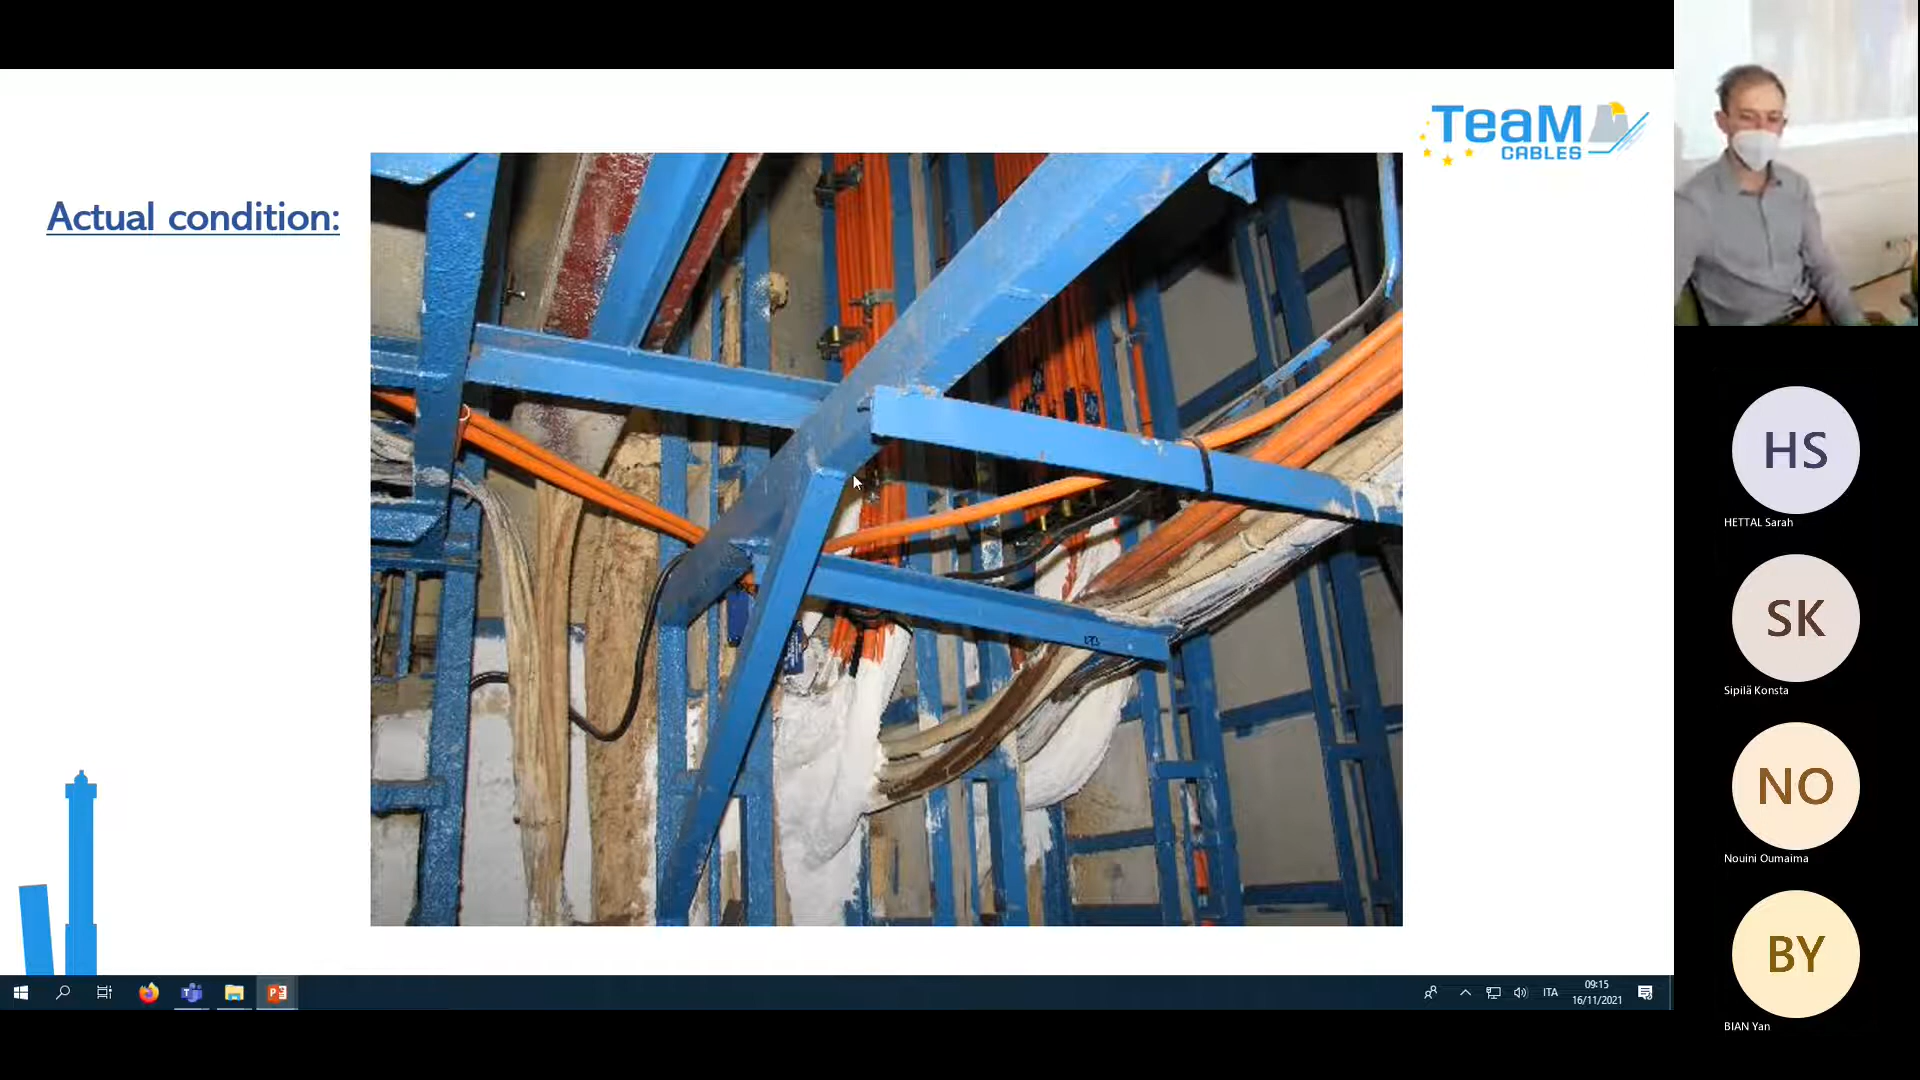 Actual condition:
TeaM
CABLES
HS
HETTAL Sarah
SK
Sipilä Konsta
NO
Nouini Oumaima
BY
BIAN Yan
ITA
09:15
16/11/2021